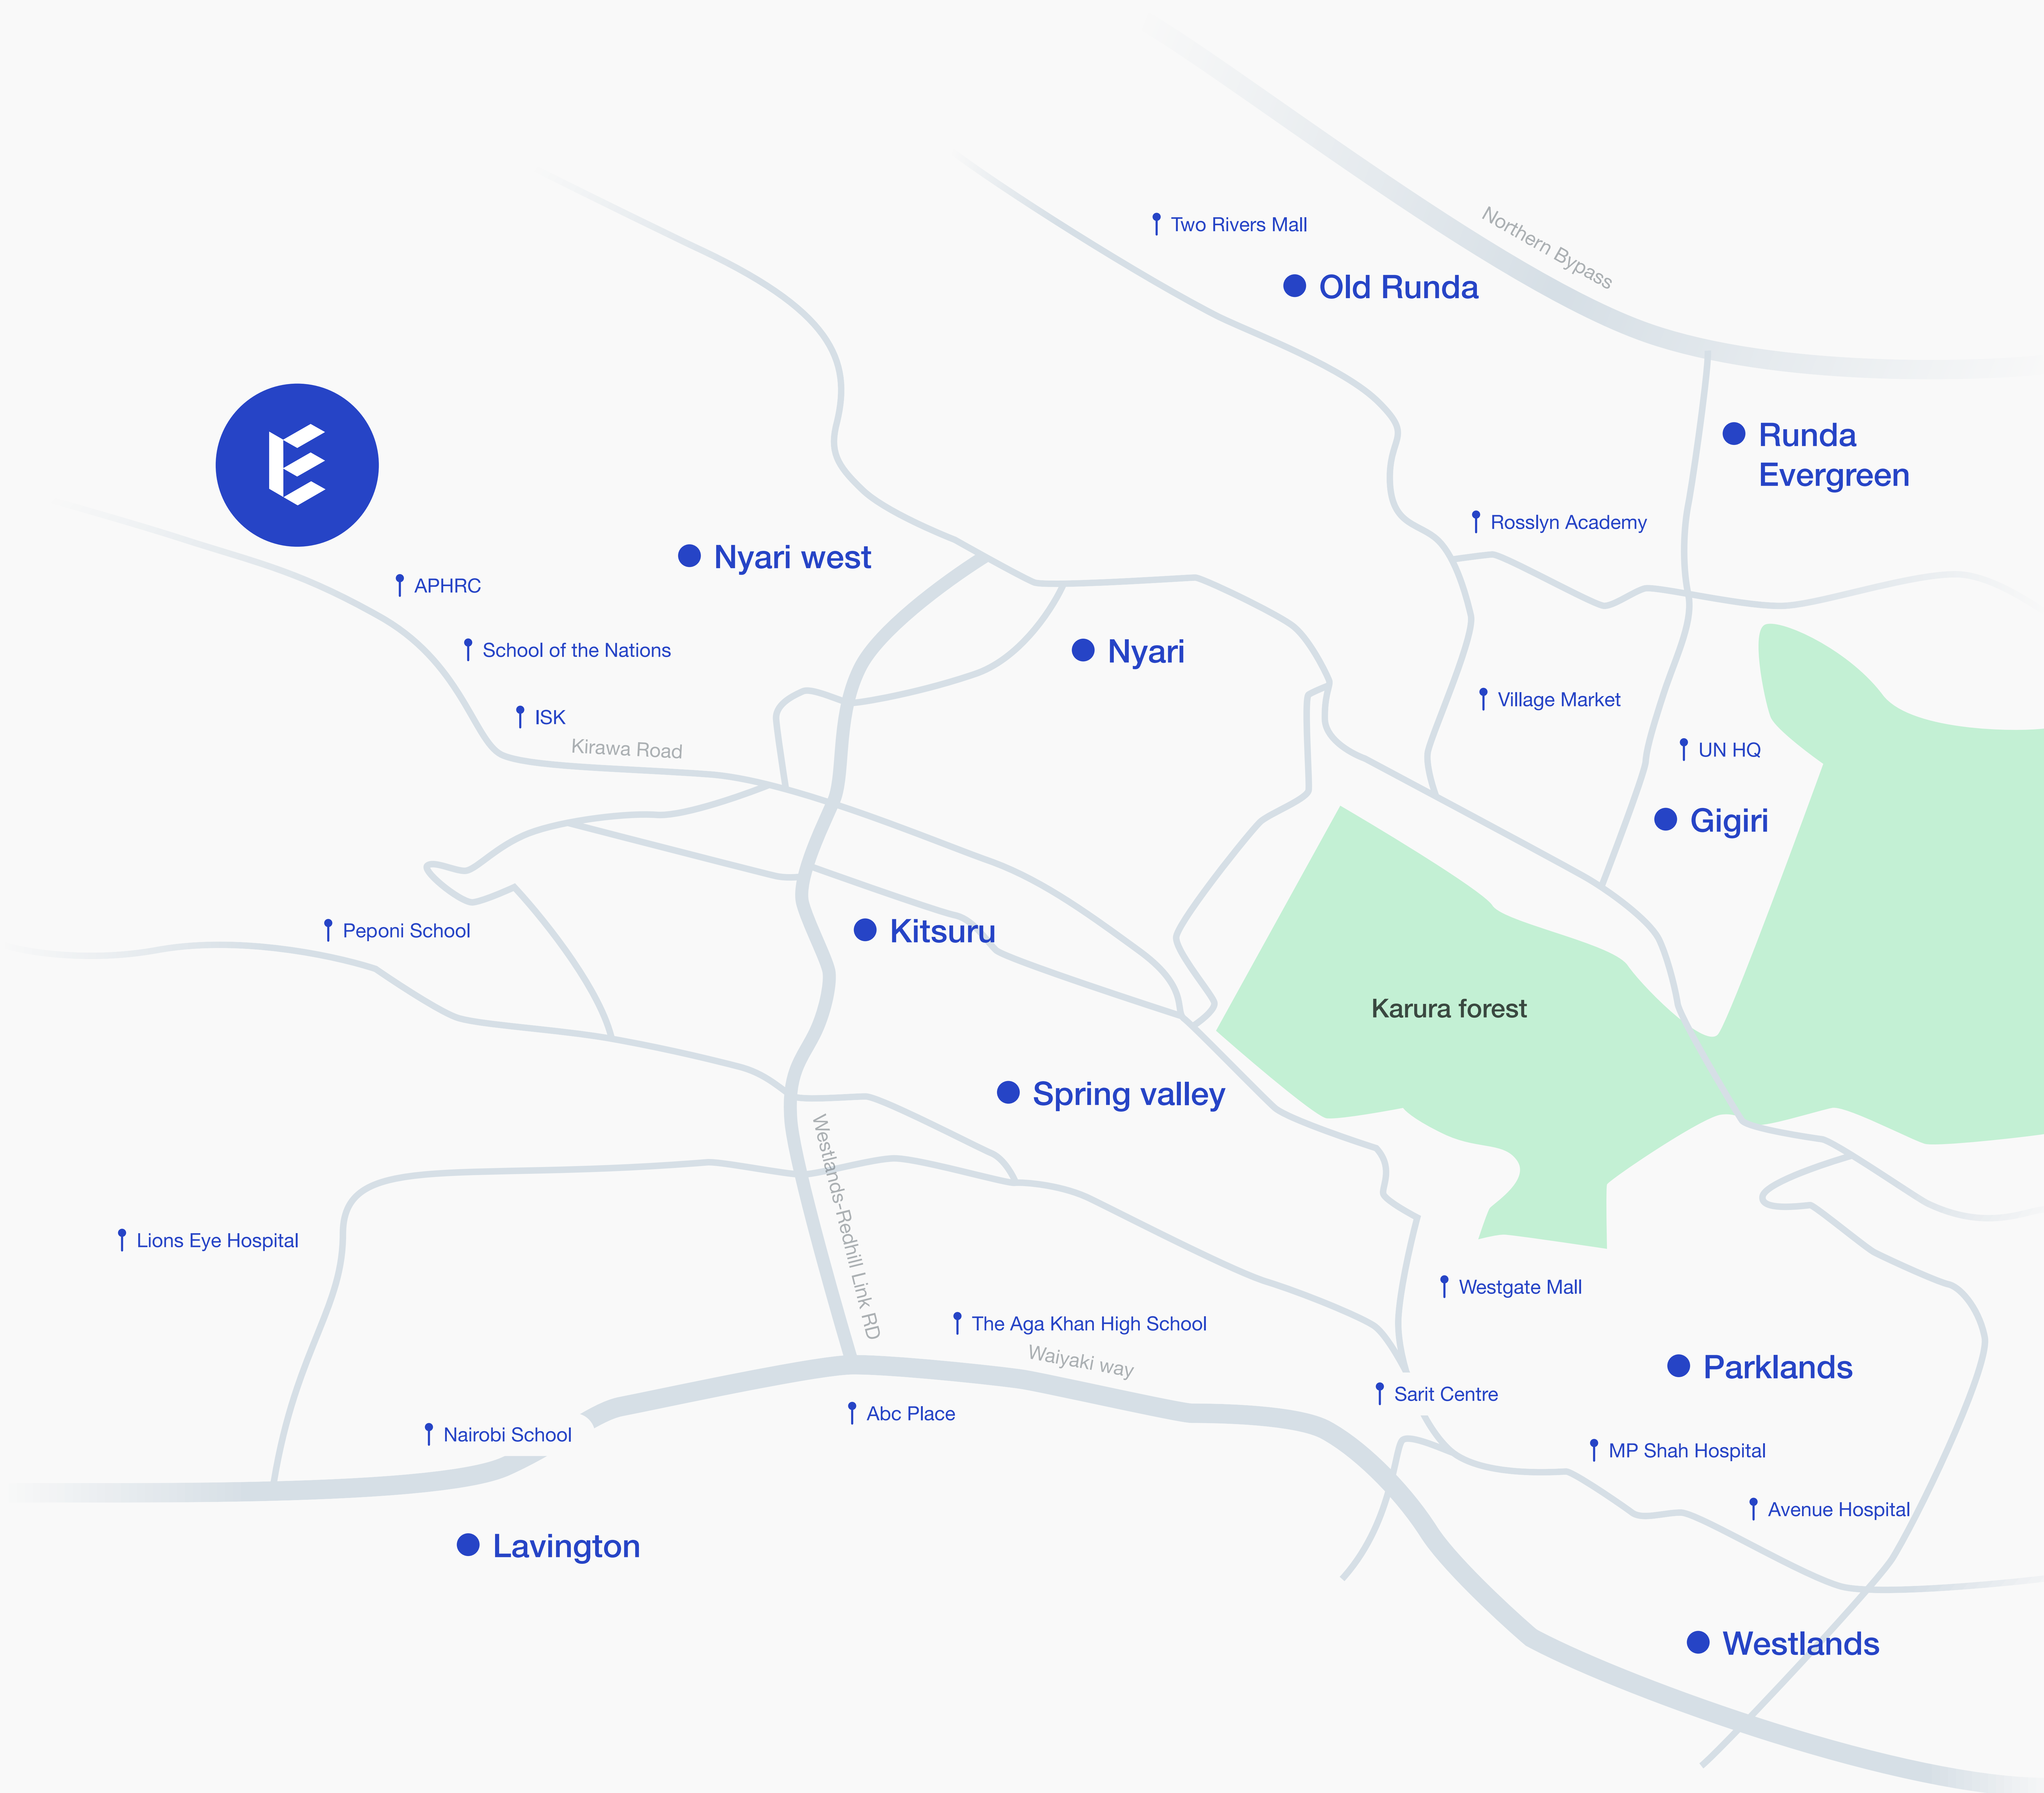 Two Rivers Mall
Northern Bypass
Old Runda
Runda
Evergreen
Rosslyn Academy
Nyari west
APHRC
School of the Nations
Nyari
Village Market
ISK
Kirawa Road
UN HQ
Gigiri
Peponi School
Kitsuru
Karura forest
Spring valley
Westlands-Redhill Link RD
Lions Eye Hospital
Westgate Mall
The Aga Khan High School
Waiyaki way
Parklands
Sarit Centre
Abc Place
Nairobi School
MP Shah Hospital
Avenue Hospital
Lavington
Westlands